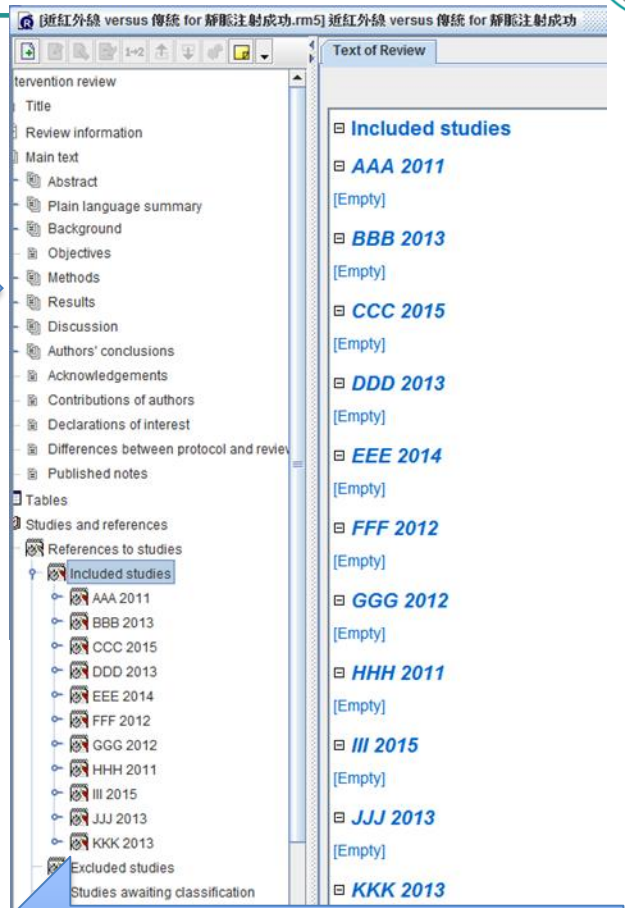 [近紅外線 versus 傳統 for 靜脈注射成功.rm5] 近紅外線 versus 傳統 for 靜脈注射成功
1→2
Text of Review
tervention review
Title
Review information
Main text
Abstract
Plain language summary
Background
Objectives
Methods
Results
Discussion
Authors' conclusions
Acknowledgements
Contributions of authors
Declarations of interest
Differences between protocol and review
Published notes
Tables
Studies and references
References to studies
Included studies
AAA 2011
BBB 2013
CCC 2015
DDD 2013
EEE 2014
FFF 2012
GGG 2012
HHH 2011
III 2015
JJJ 2013
KKK 2013
Excluded studies
Studies awaiting classification
Included studies
AAA 2011
[Empty]
BBB 2013
[Empty]
CCC 2015
[Empty]
DDD 2013
[Empty]
EEE 2014
[Empty]
FFF 2012
[Empty]
GGG 2012
[Empty]
HHH 2011
[Empty]
III 2015
[Empty]
JJJ 2013
[Empty]
KKK 2013